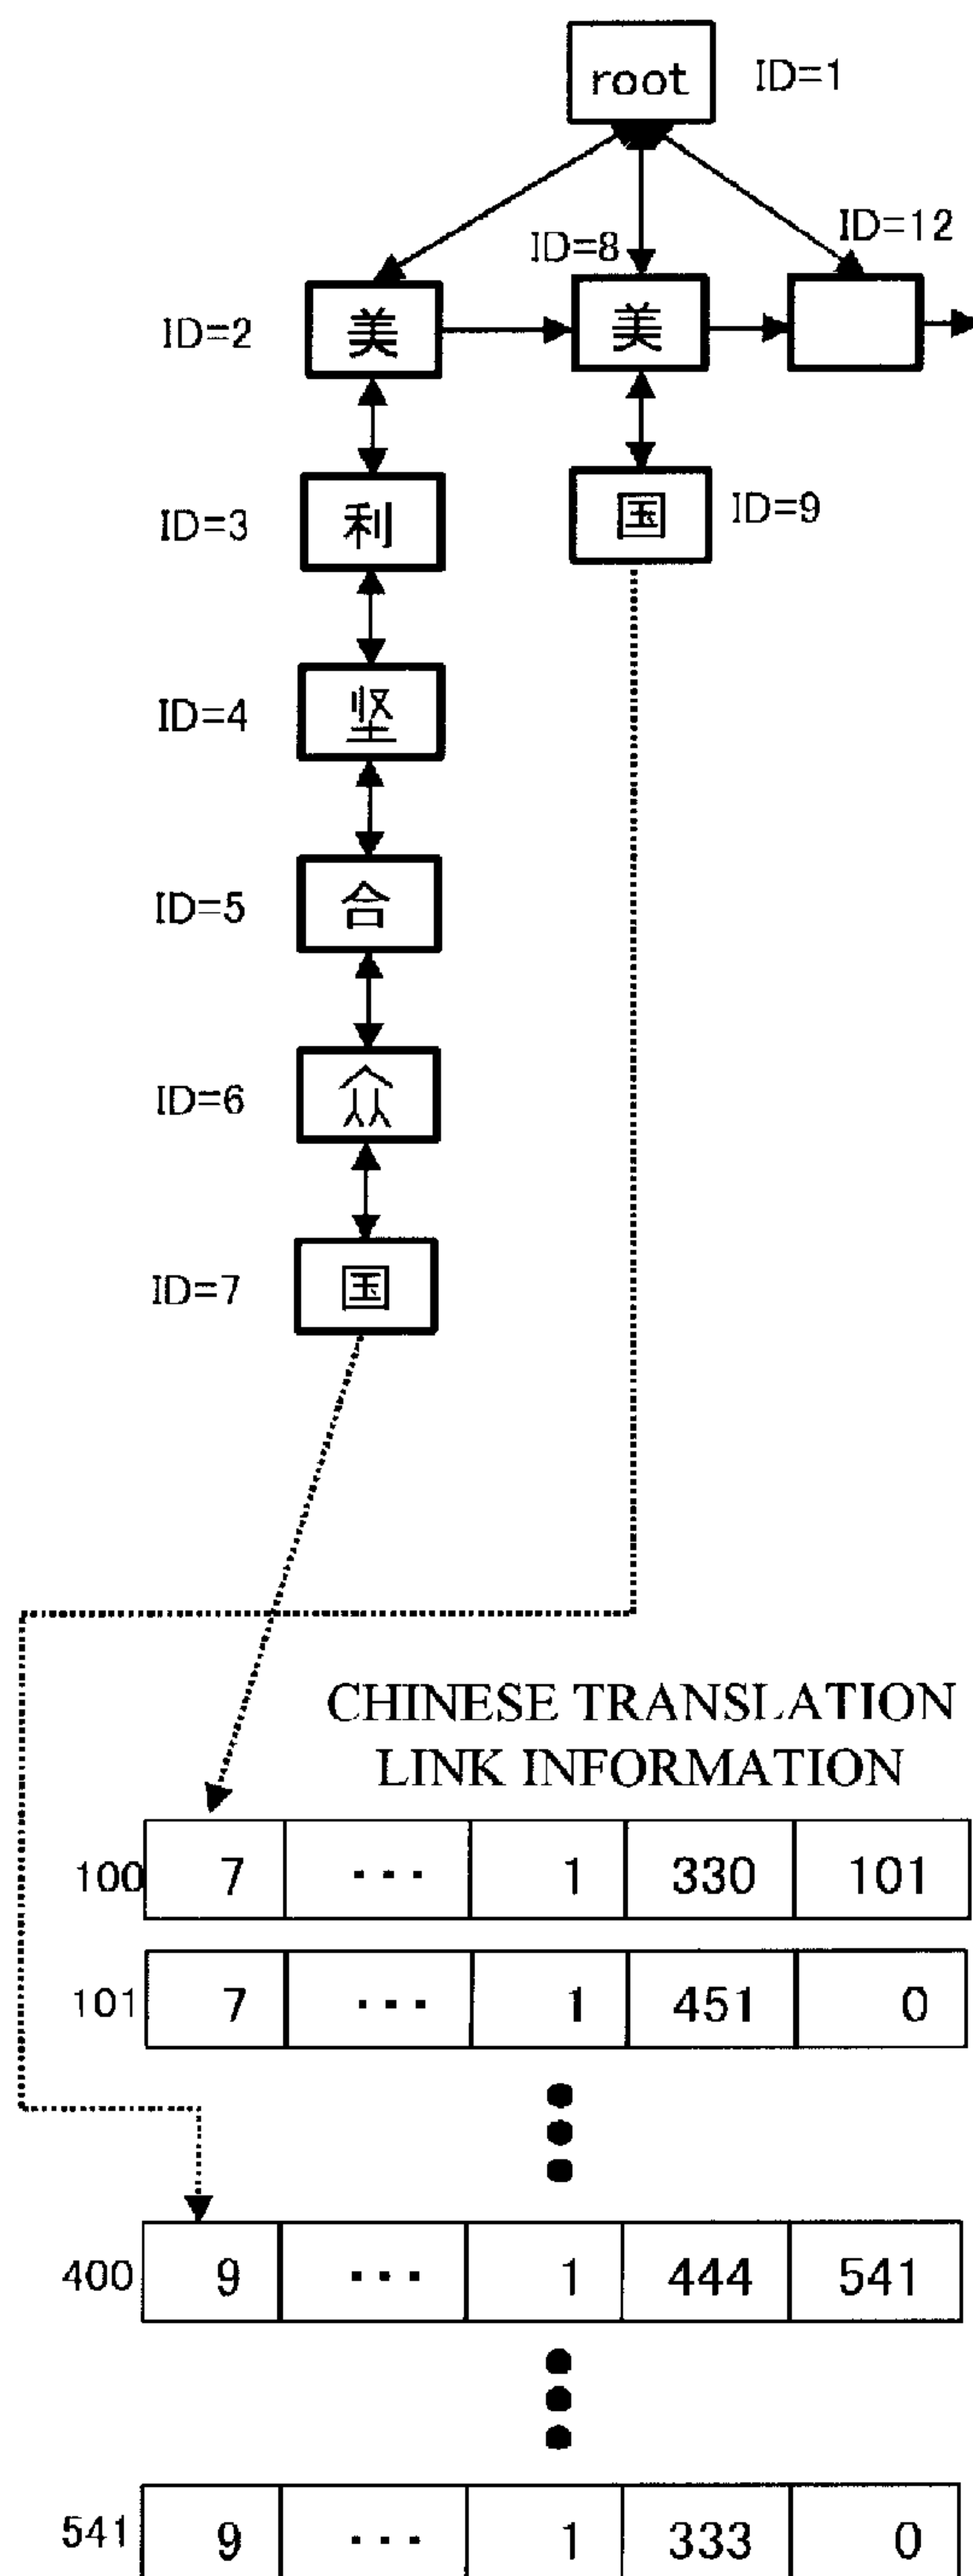 root ID=1
ID=8 ID=12
ID=2 美 美
ID=3 利 国 ID=9
ID=4 坚
ID=5 合
ID=6 众
ID=7 国
CHINESE TRANSLATION
LINK INFORMATION
100 7 ... 1 330 101
101 7 ... 1 451 0
400 9 ... 1 444 541
541 9 ... 1 333 0